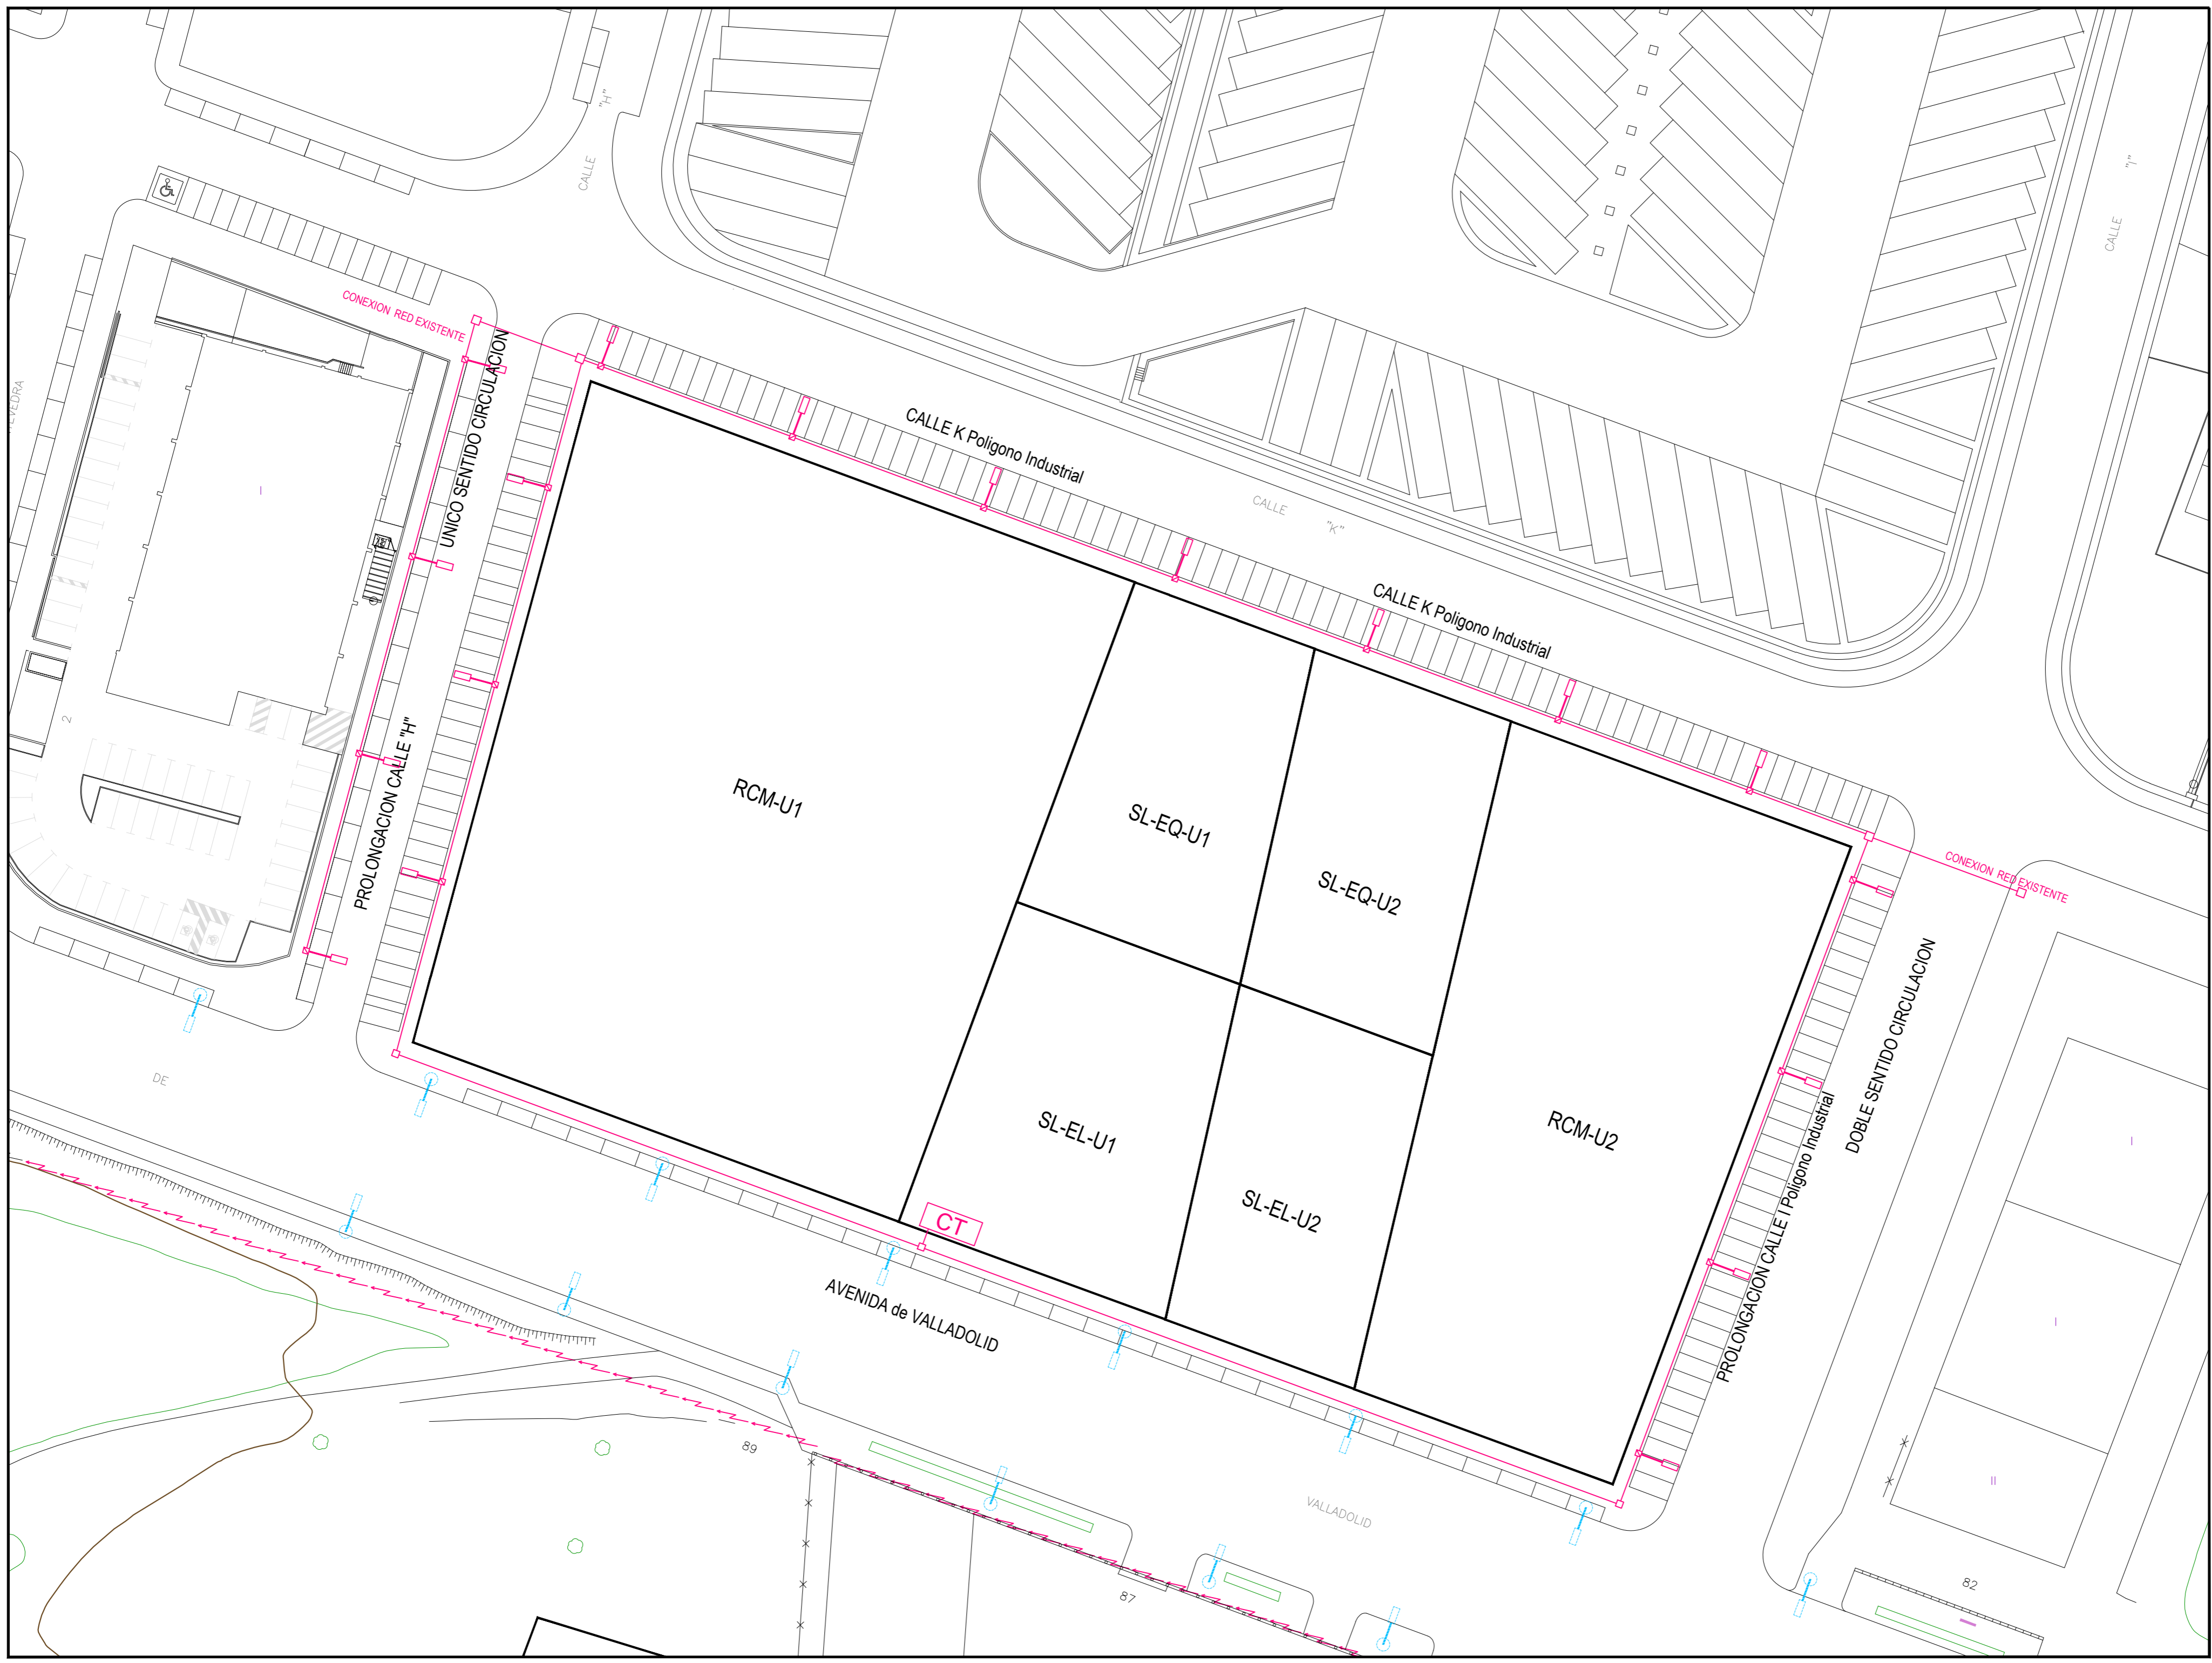 CALLE "H"
CALLE "I"
CONEXION RED EXISTENTE
UNICO SENTIDO CIRCULACION
CALLE K Poligono Industrial
CALLE "K"
CALLE K Poligono Industrial
I
2
PROLONGACION CALLE "H"
RCM-U1
SL-EQ-U1
SL-EQ-U2
CONEXION RED EXISTENTE
DOBLE SENTIDO CIRCULACION
DE
SL-EL-U1
RCM-U2
SL-EL-U2
PROLONGACION CALLE I Poligono Industrial
CT
AVENIDA de VALLADOLID
I
I
II
89
VALLADOLID
87
82